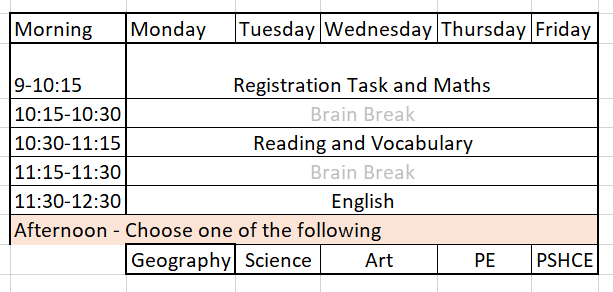 Morning Monday Tuesday Wednesday Thursday Friday
9-10:15 Registration Task and Maths
10:15-10:30 Brain Break
10:30-11:15 Reading and Vocabulary
11:15-11:30 Brain Break
11:30-12:30 English
Afternoon - Choose one of the following
Geography Science Art PE PSHCE